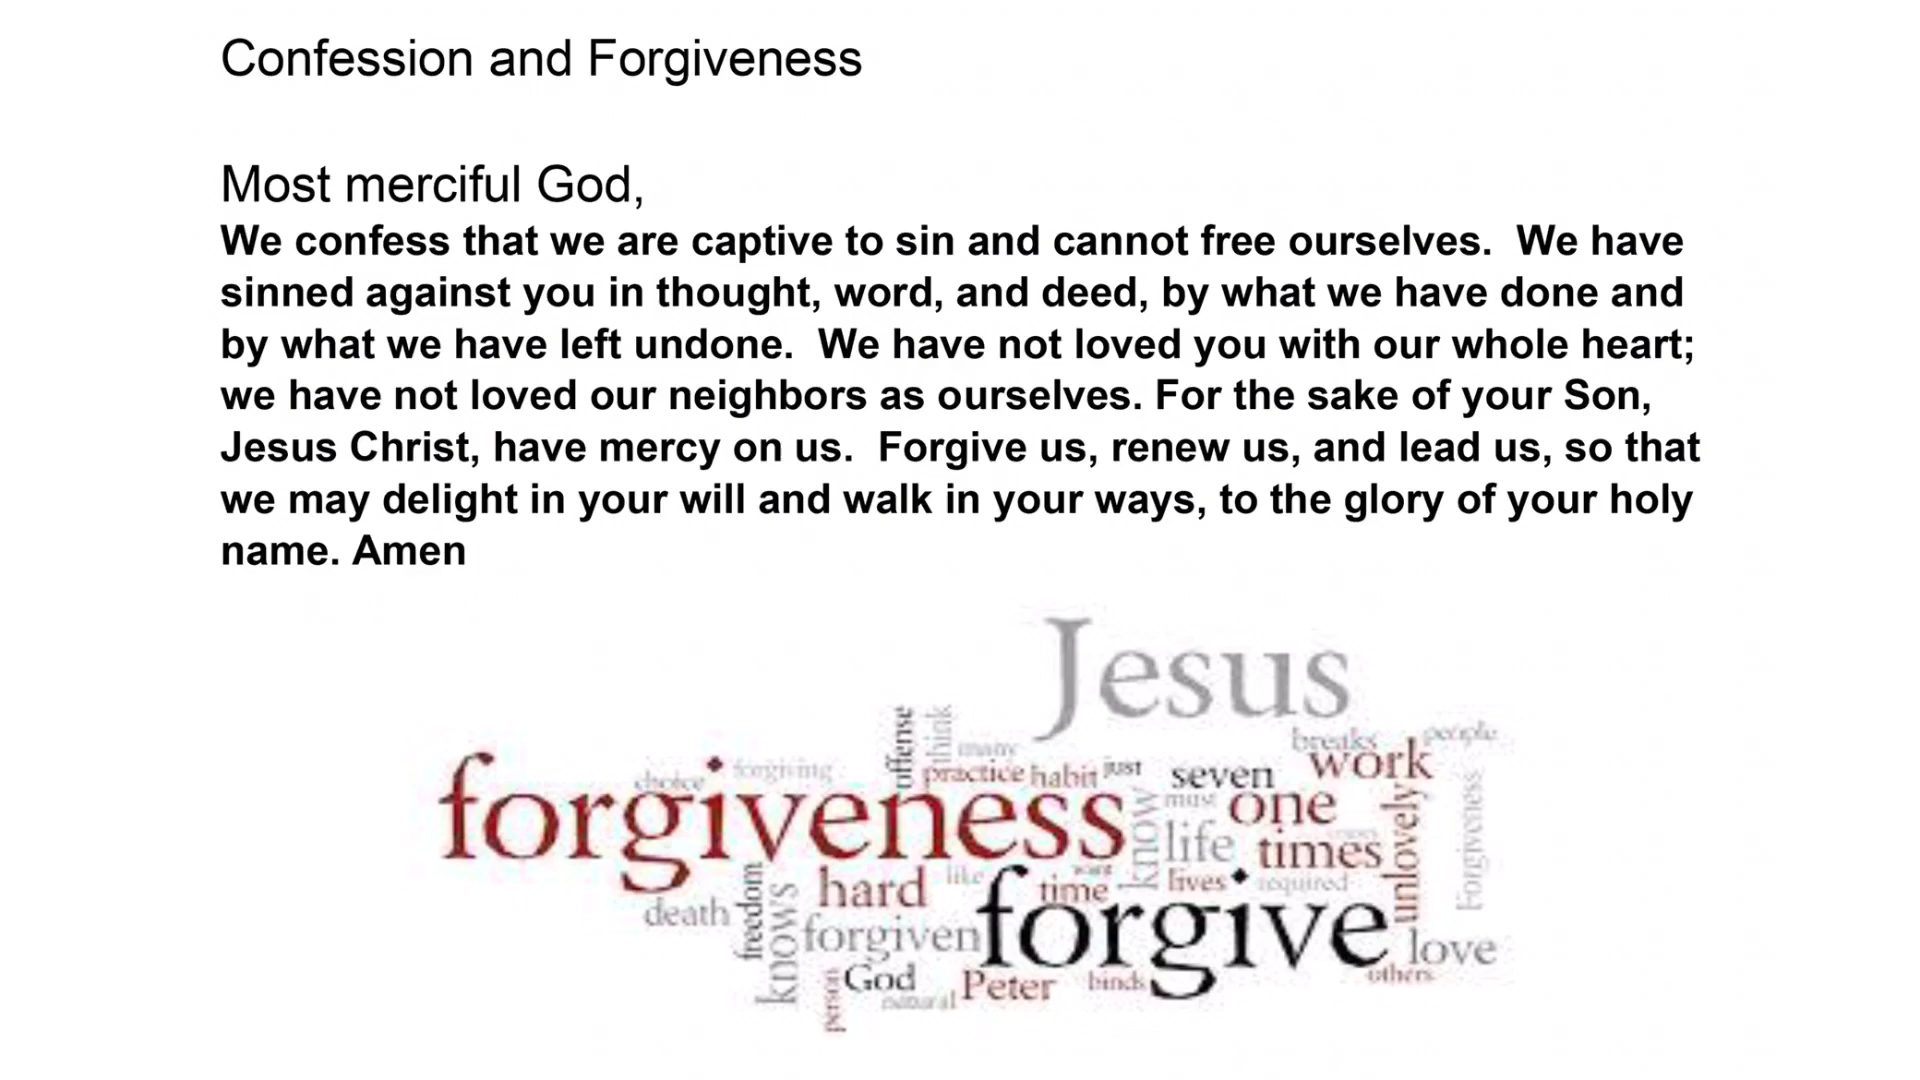 Confession and Forgiveness
Most merciful God,
We confess that we are captive to sin and cannot free ourselves.  We have
sinned against you in thought, word, and deed, by what we have done and
by what we have left undone.  We have not loved you with our whole heart;
we have not loved our neighbors as ourselves. For the sake of your Son,
Jesus Christ, have mercy on us.  Forgive us, renew us, and lead us, so that
we may delight in your will and walk in your ways, to the glory of your holy
name. Amen
Jesus
offense
think
many
breaks
people
choice
forgiving
practice
habit
just
seven
work
forgiveness
know
must
one
life
times
unlovely
Forgiveness
hard
like
time
lives
required
death
freedom
knows
forgiven
forgive
love
person
God
natural
Peter
binds
others